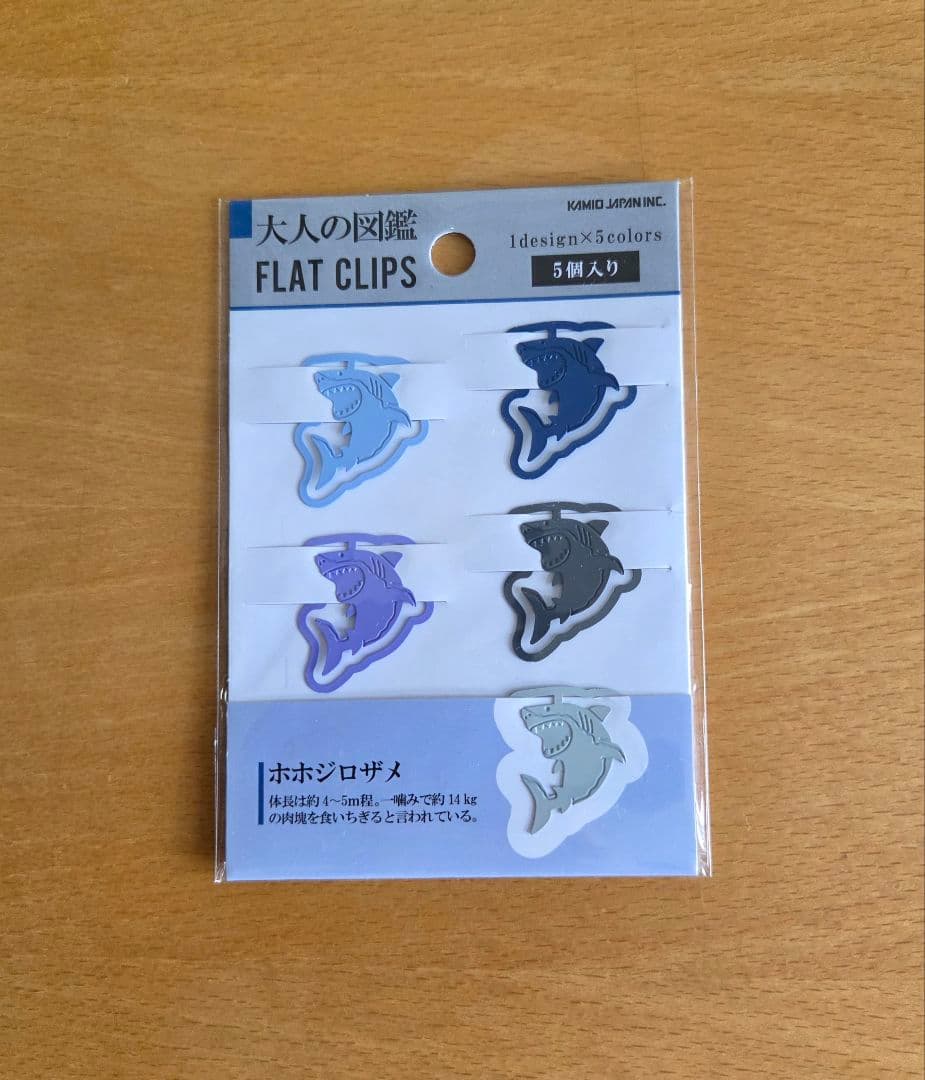 大人の図鑑
FLAT CLIPS
KAMIO JAPAN INC.
1design×5colors
5個入り
ホホジロザメ
体長は約4〜5m程。一噛みで約14kg
の肉塊を食いちぎると言われている。